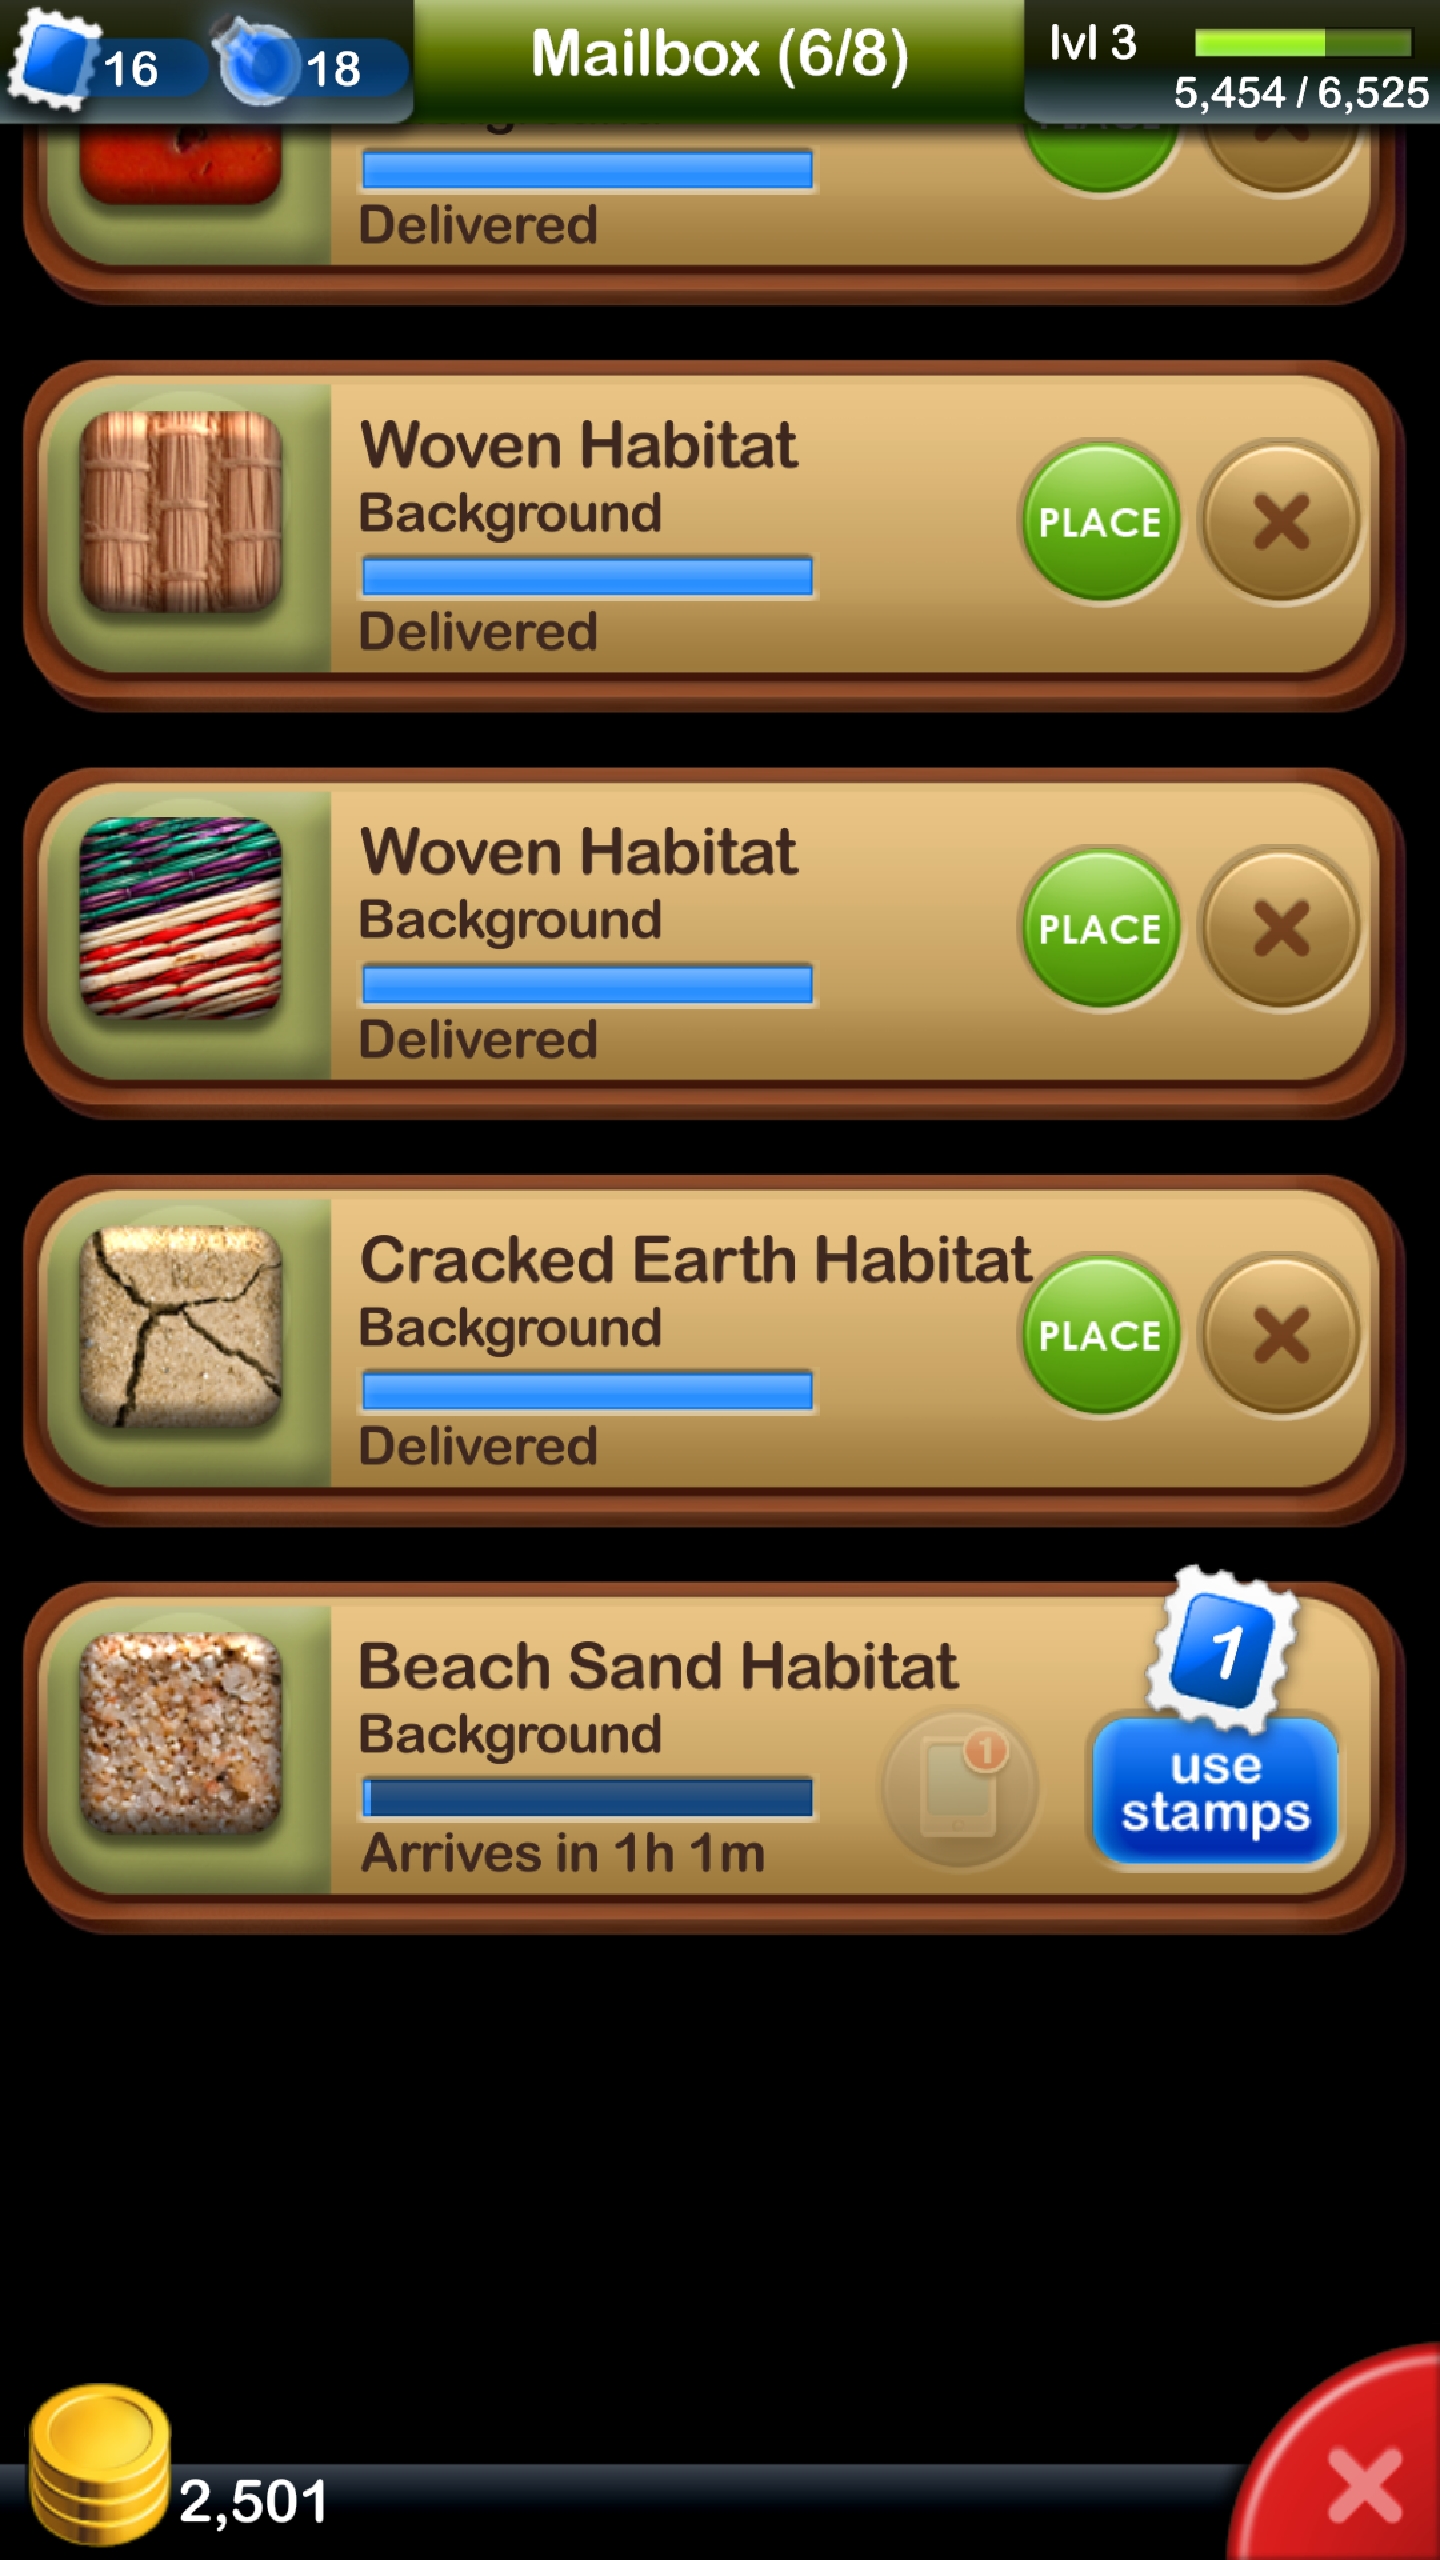 16
18
Mailbox (6/8)
lvl 3
5,454 / 6,525
Delivered
Woven Habitat
Background
Delivered
PLACE
Woven Habitat
Background
Delivered
PLACE
Cracked Earth Habitat
Background
Delivered
PLACE
Beach Sand Habitat
Background
Arrives in 1h 1m
1
1
use
stamps
2,501